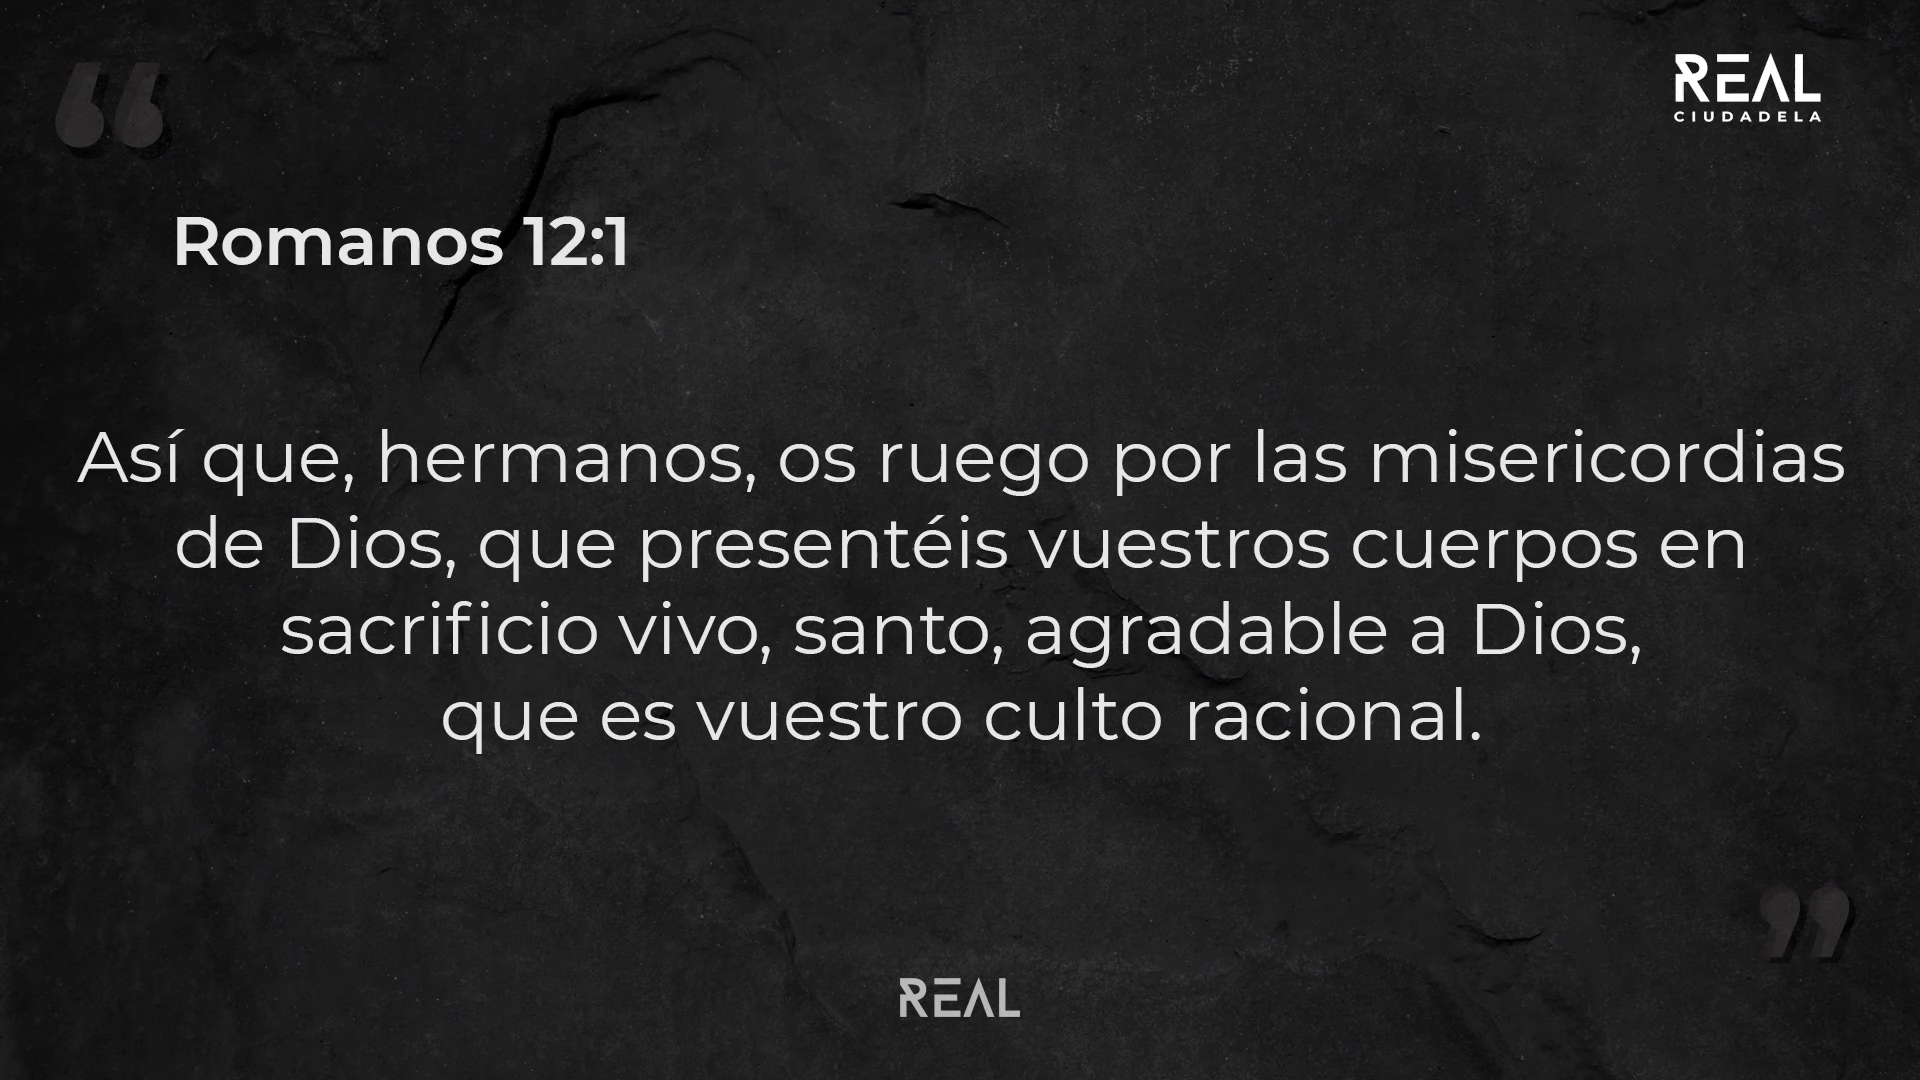 “
REAL
CIUDADELA
Romanos 12:1
Así que, hermanos, os ruego por las misericordias
de Dios, que presentéis vuestros cuerpos en
sacrificio vivo, santo, agradable a Dios,
que es vuestro culto racional.
”
REAL